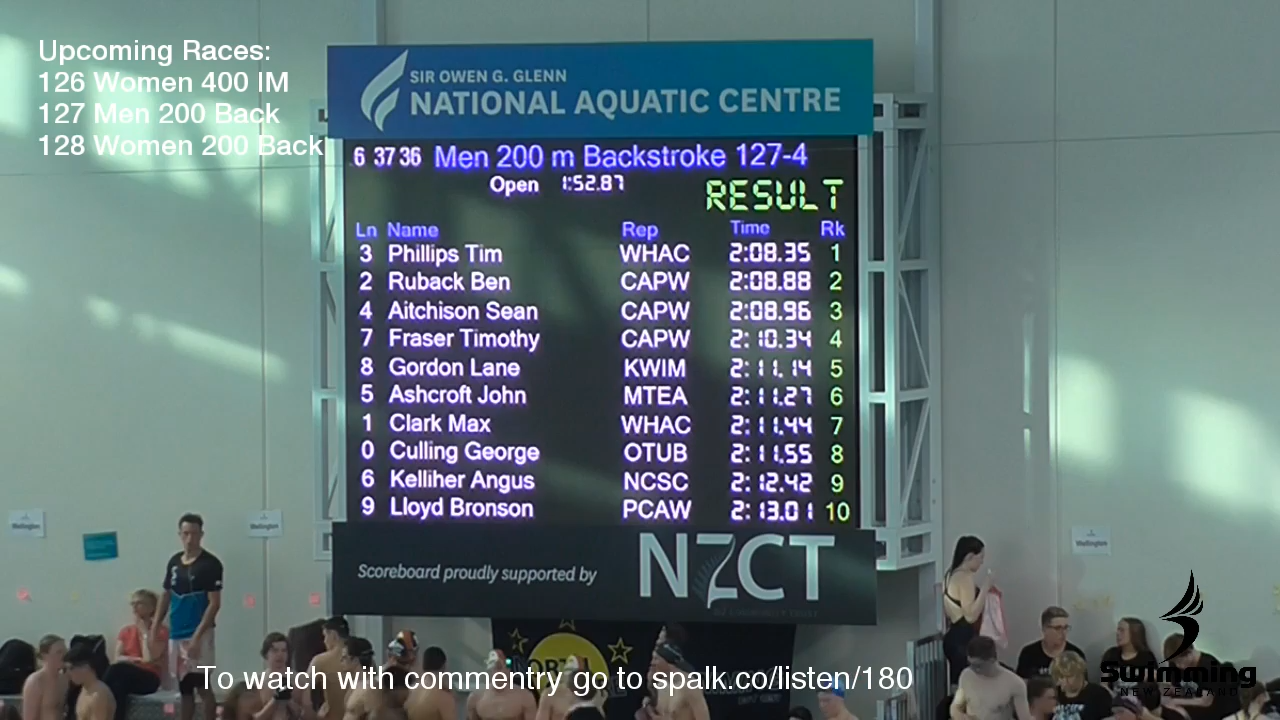 Upcoming Races:
126 Women 400 IM
127 Men 200 Back
128 Women 200 Back
SIR OWEN G. GLENN
NATIONAL AQUATIC CENTRE
6 37 36 Men 200 m Backstroke 127-4
Open 1:52.87
RESULT
Ln Name Rep Time Rk
3 Phillips Tim WHAC 2:08.35 1
2 Ruback Ben CAPW 2:08.88 2
4 Aitchison Sean CAPW 2:08.96 3
7 Fraser Timothy CAPW 2:10.34 4
8 Gordon Lane KWIM 2:11.14 5
5 Ashcroft John MTEA 2:11.27 6
1 Clark Max WHAC 2:11.44 7
0 Culling George OTUB 2:11.55 8
6 Kelliher Angus NCSC 2:12.42 9
9 Lloyd Bronson PCAW 2:13.01 10
Scoreboard proudly supported by NZCT
Wellington
Wellington
Wellington
To watch with commentry go to spalk.co/listen/180
Swimming
NEW ZEALAND